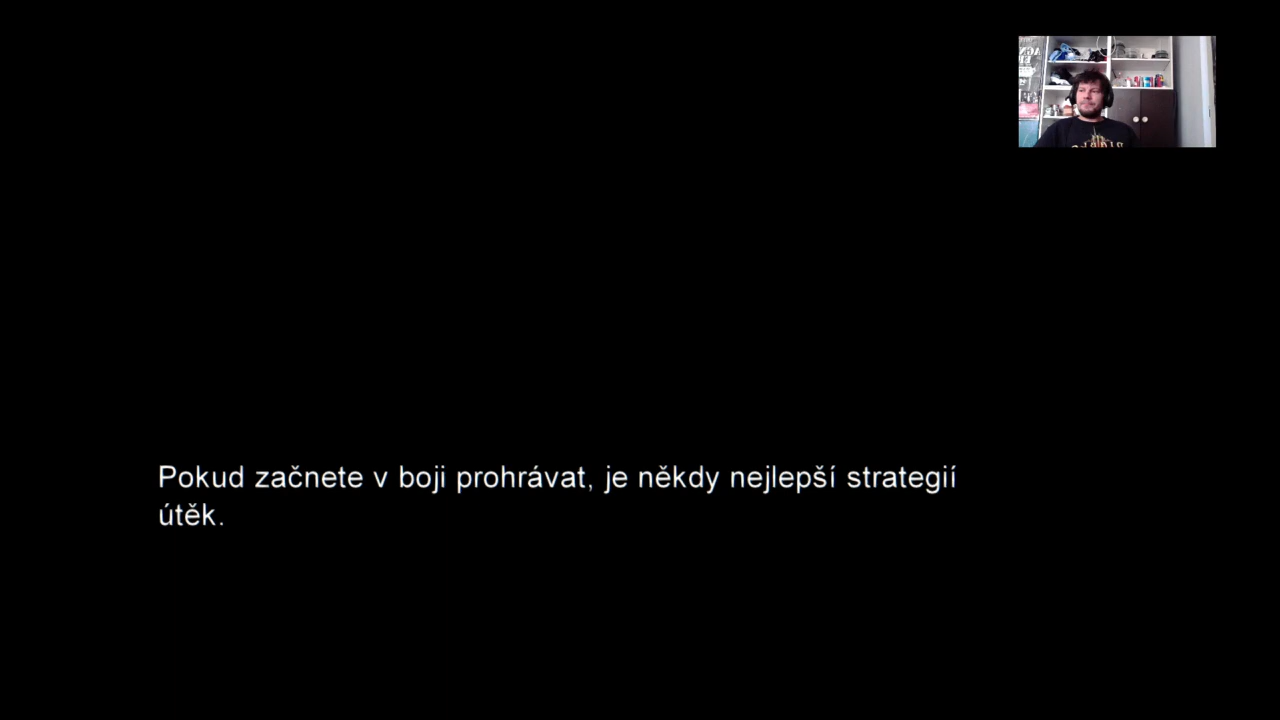 Pokud začnete v boji prohrávat, je někdy nejlepší strategií
útěk.